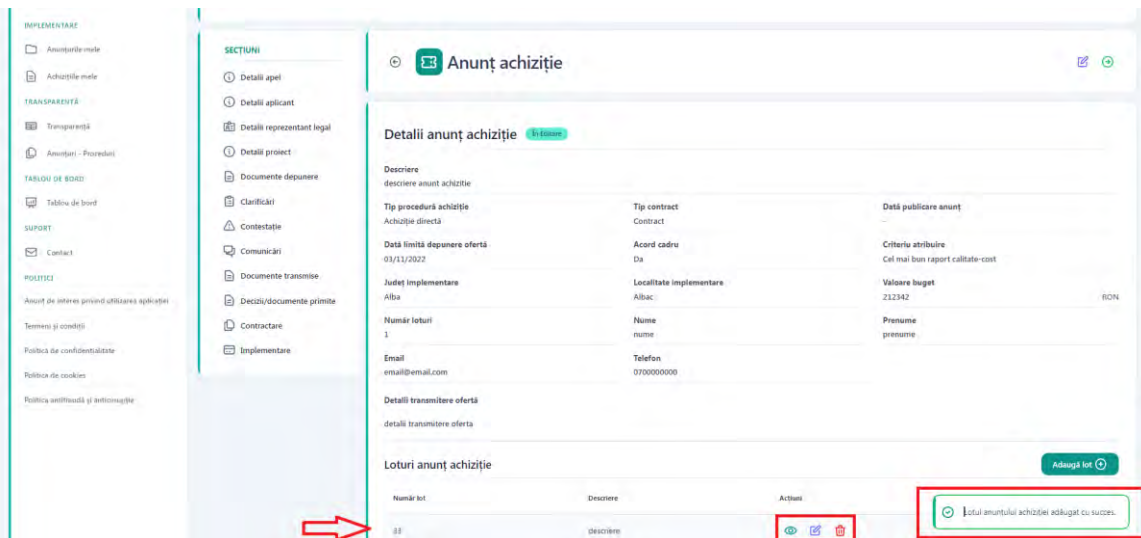 IMPLEMENTARE
Anunțurile mele
Achizițiile mele
TRANSPARENȚĂ
Transparență
Anunțuri - Proceduri
TABLOU DE BORD
Tablou de bord
SUPORT
Contact
POLITICI
Anunț de interes privind utilizarea aplicației
Termeni și condiții
Politica de confidențialitate
Politica de cookies
Politica antifraudă și anticorupție
SECȚIUNI
Detalii apel
Detalii aplicant
Detalii reprezentant legal
Detalii proiect
Documente depunere
Clarificări
Contestație
Comunicări
Documente transmise
Decizii/documente primite
Contractare
Implementare
Anunț achiziție
Detalii anunț achiziție În Editare
Descriere
descriere anunt achizitie
Tip procedură achiziție Tip contract Dată publicare anunț
Achiziție directă Contract –
Dată limită depunere ofertă Acord cadru Criteriu atribuire
03/11/2022 Da Cel mai bun raport calitate-cost
Județ implementare Localitate implementare Valoare buget
Alba Albac 212342 RON
Număr loturi Nume Prenume
1 nume prenume
Email Telefon
email@email.com 0700000000
Detalii transmitere ofertă
detalii transmitere oferta
Loturi anunț achiziție Adaugă lot
Număr lot Descriere Acțiuni
descriere
Lotul anunțului achiziției adăugat cu succes.